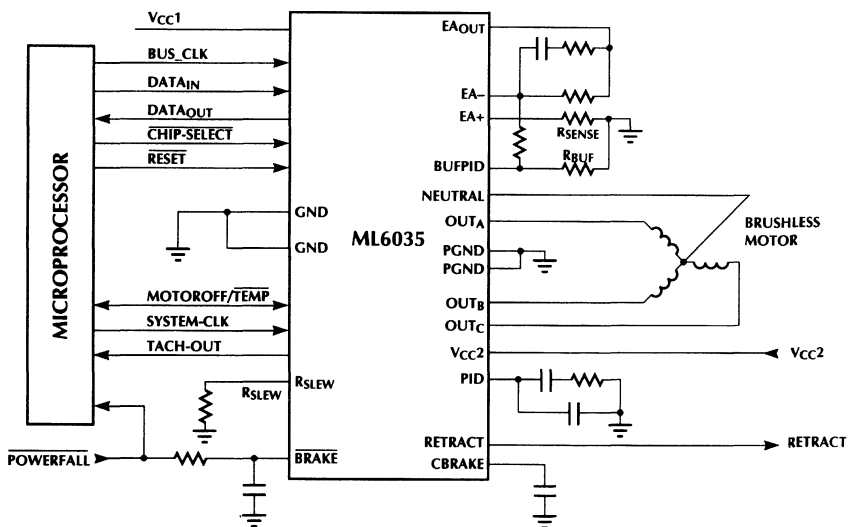 VCC1
BUS_CLK
DATAIN
DATAOUT
CHIP-SELECT
RESET
MICROPROCESSOR
GND
GND
MOTOROFF/TEMP
SYSTEM-CLK
TACH-OUT
RSLEW
RSLEW
POWERFALL
BRAKE
ML6035
EAOUT
EA–
EA+
RSENSE
BUFPID
RBUF
NEUTRAL
OUTA
PGND
PGND
OUTB
OUTC
BRUSHLESS
MOTOR
VCC2
VCC2
PID
RETRACT
RETRACT
CBRAKE